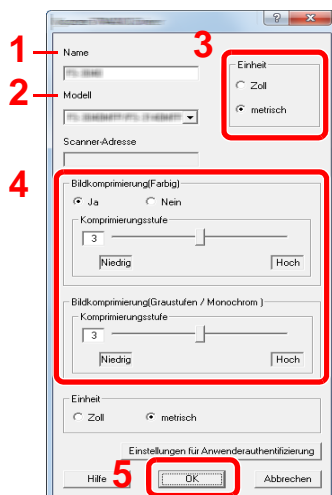 1
Name
2
Modell
Scanner-Adresse
3
Einheit
Zoll
metrisch
4
Bildkomprimierung(Farbig)
Ja
Nein
Komprimierungsstufe
3
Niedrig
Hoch
Bildkomprimierung(Graustufen / Monochrom )
Komprimierungsstufe
3
Niedrig
Hoch
Einheit
Zoll
metrisch
Einstellungen für Anwenderauthentifizierung
5
Hilfe
OK
Abbrechen